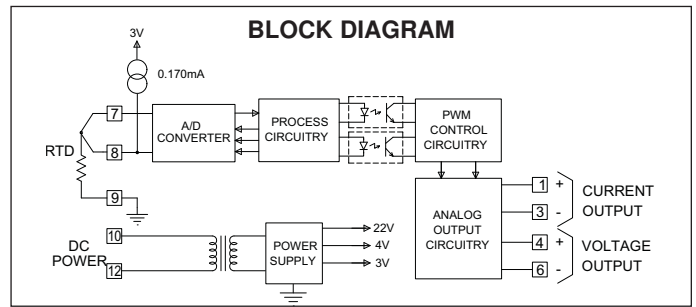 BLOCK DIAGRAM
3V
0.170mA
7
8
9
RTD
A/D
CONVERTER
PROCESS
CIRCUITRY
PWM
CONTROL
CIRCUITRY
1 +
3 -
CURRENT
OUTPUT
ANALOG
OUTPUT
CIRCUITRY
4 +
6 -
VOLTAGE
OUTPUT
10
12
DC
POWER
POWER
SUPPLY
22V
4V
3V